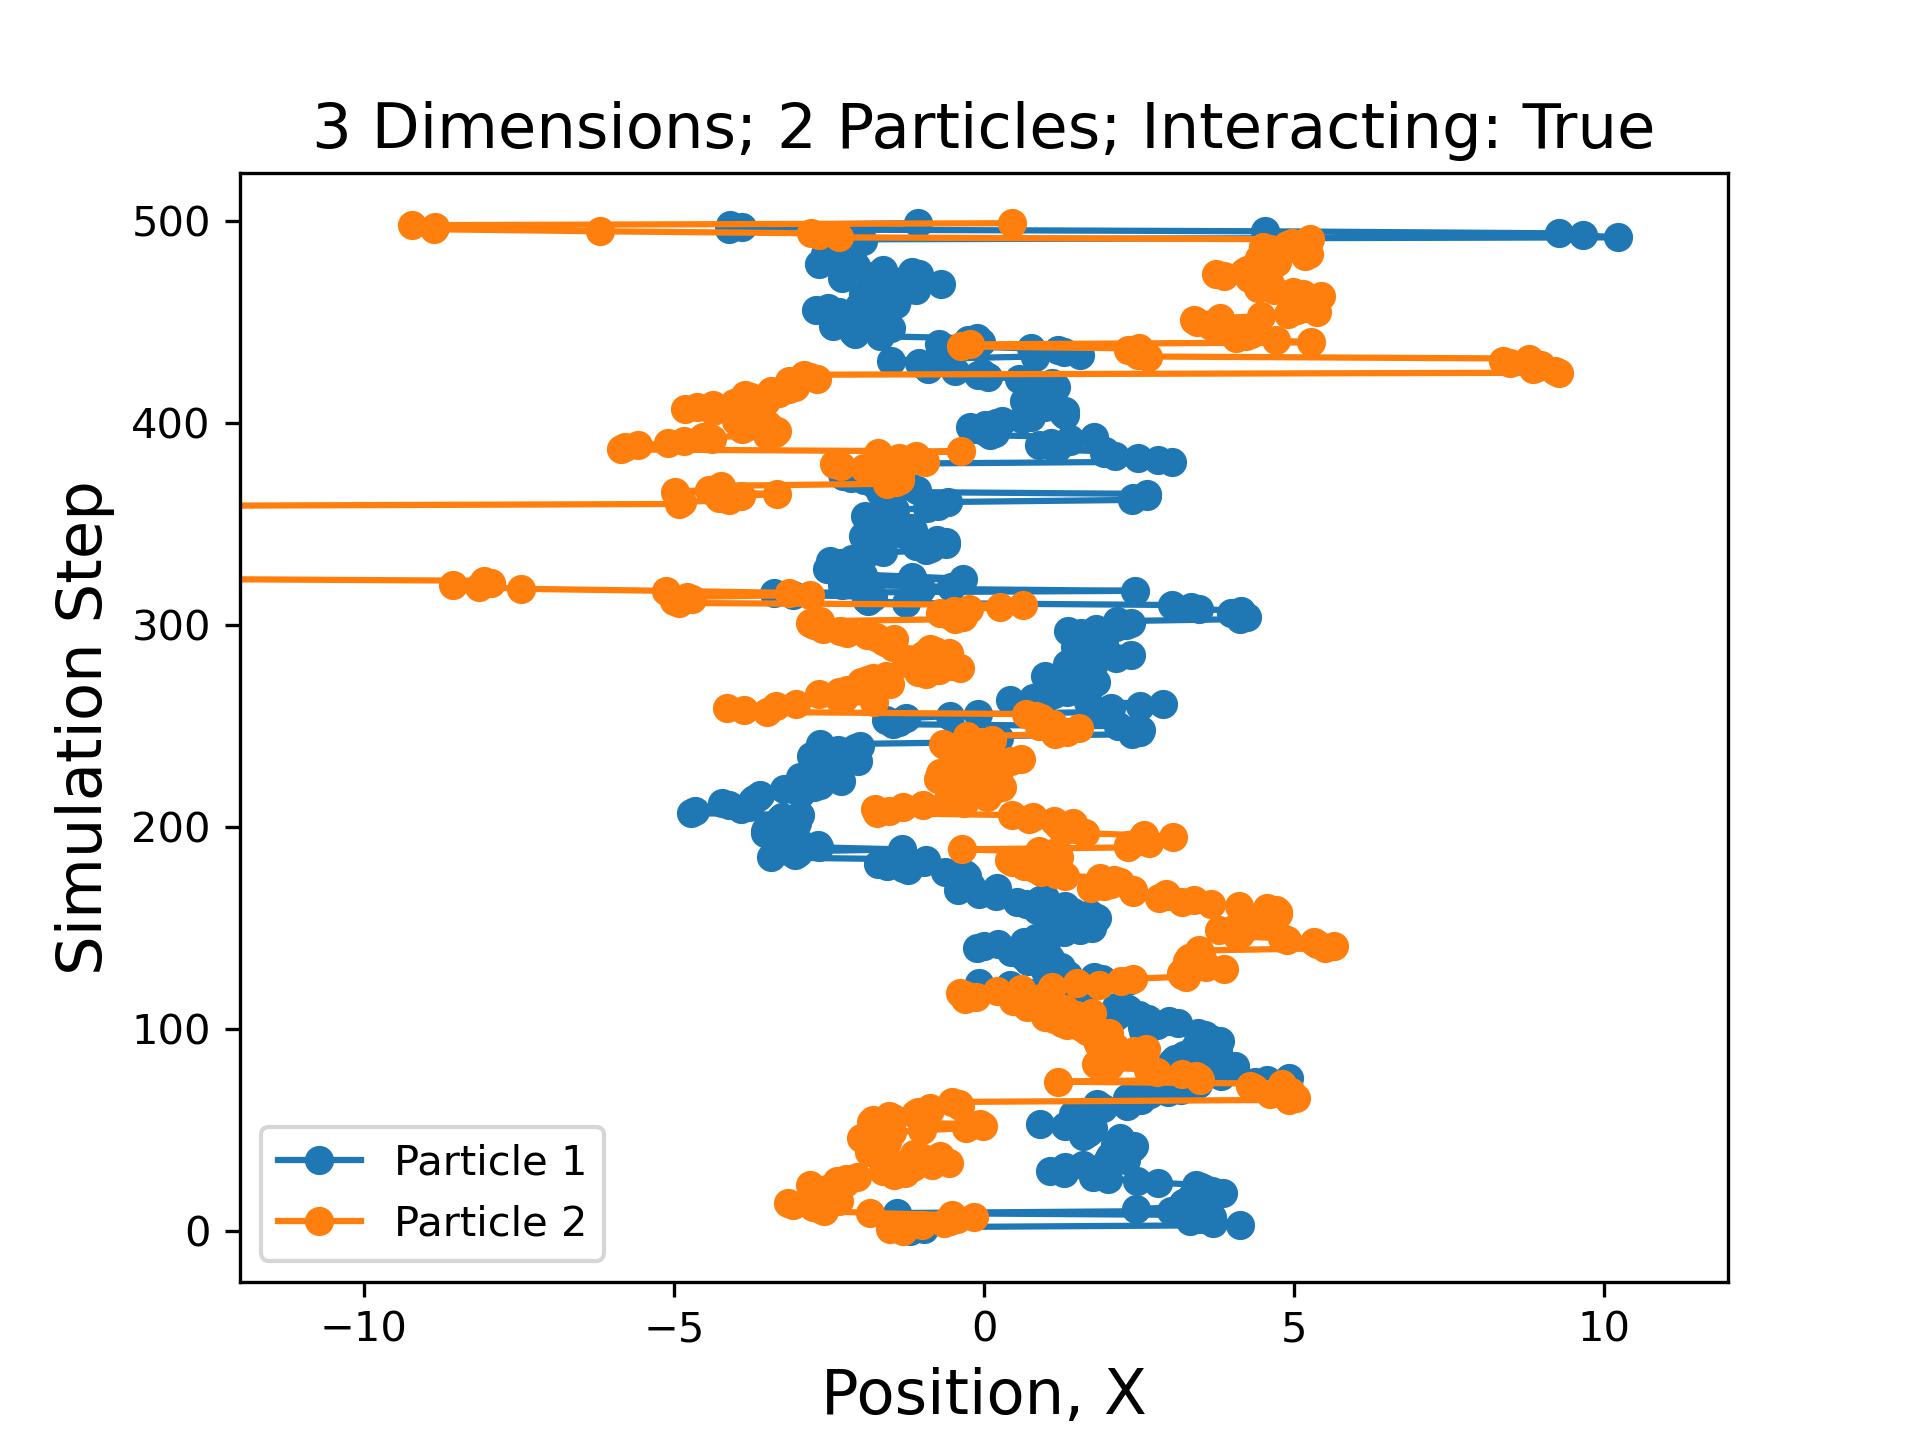 3 Dimensions; 2 Particles; Interacting: True
Simulation Step
500
400
300
200
100
0
Particle 1
Particle 2
−10 −5 0 5 10
Position, X